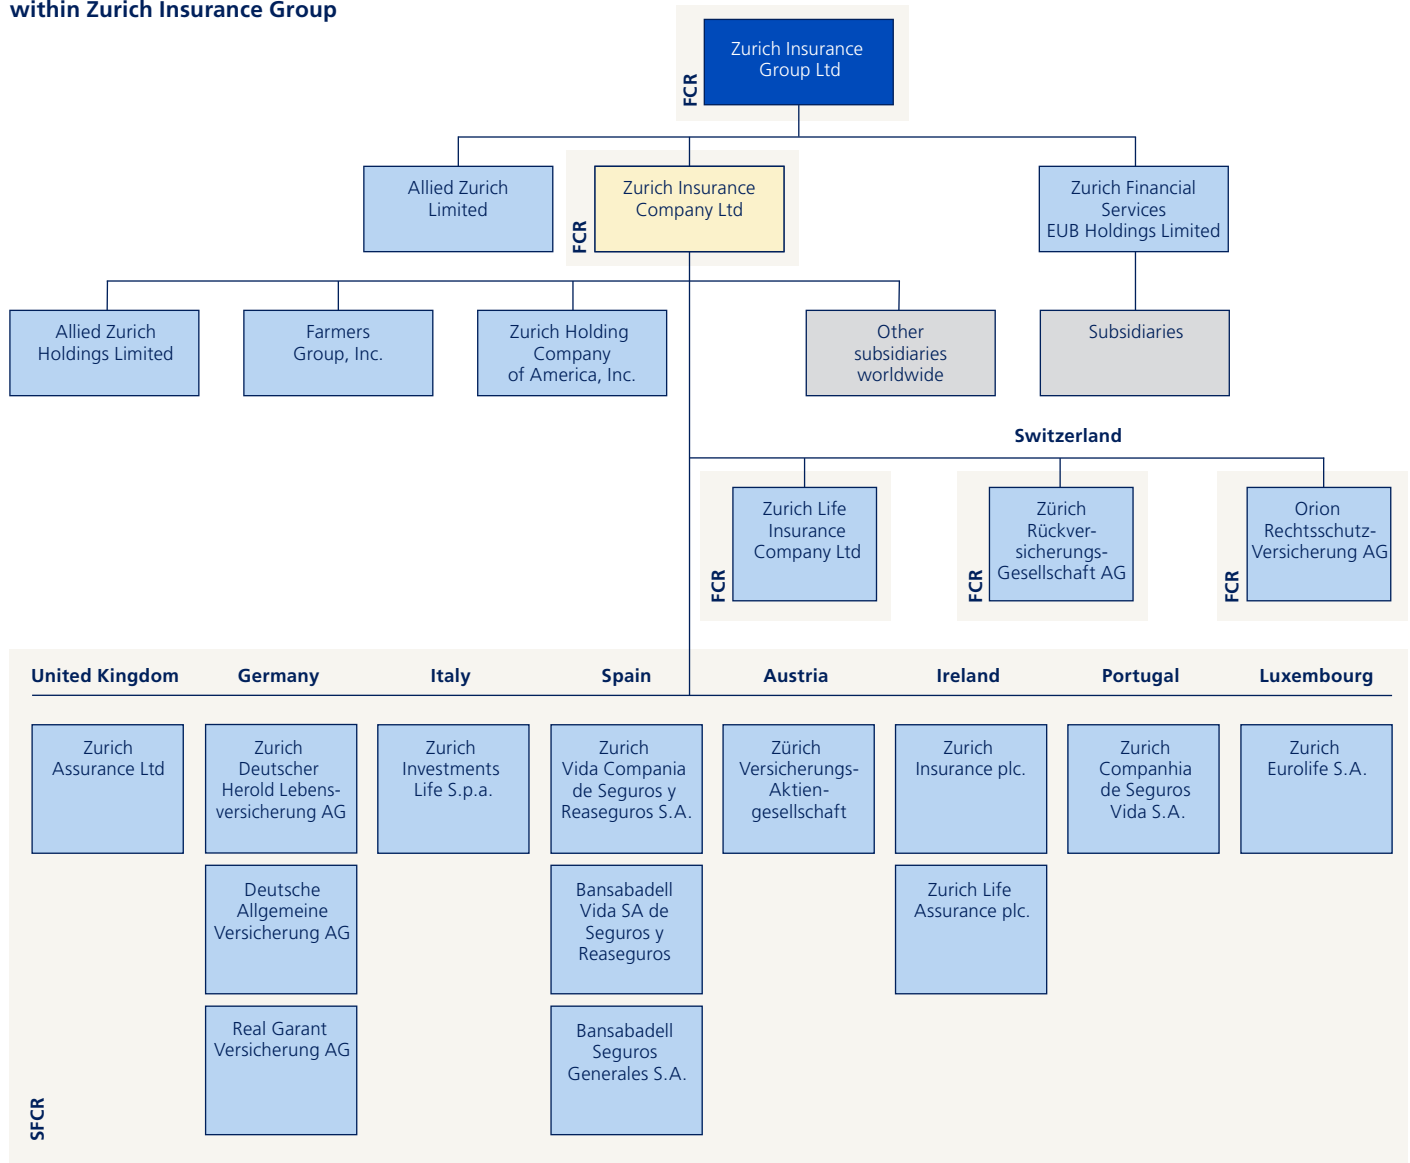 within Zurich Insurance Group
FCR
Zurich Insurance
Group Ltd
Allied Zurich
Limited
FCR
Zurich Insurance
Company Ltd
Zurich Financial
Services
EUB Holdings Limited
Allied Zurich
Holdings Limited
Farmers
Group, Inc.
Zurich Holding
Company
of America, Inc.
Other
subsidiaries
worldwide
Subsidiaries
Switzerland
FCR
Zurich Life
Insurance
Company Ltd
FCR
Zürich
Rückver-
sicherungs-
Gesellschaft AG
FCR
Orion
Rechtsschutz-
Versicherung AG
United Kingdom
Germany
Italy
Spain
Austria
Ireland
Portugal
Luxembourg
Zurich
Assurance Ltd
Zurich
Deutscher
Herold Lebens-
versicherung AG
Zurich
Investments
Life S.p.a.
Zurich
Vida Compania
de Seguros y
Reaseguros S.A.
Zürich
Versicherungs-
Aktien-
gesellschaft
Zurich
Insurance plc.
Zurich
Companhia
de Seguros
Vida S.A.
Zurich
Eurolife S.A.
Deutsche
Allgemeine
Versicherung AG
Bansabadell
Vida SA de
Seguros y
Reaseguros
Zurich Life
Assurance plc.
Real Garant
Versicherung AG
Bansabadell
Seguros
Generales S.A.
SFCR